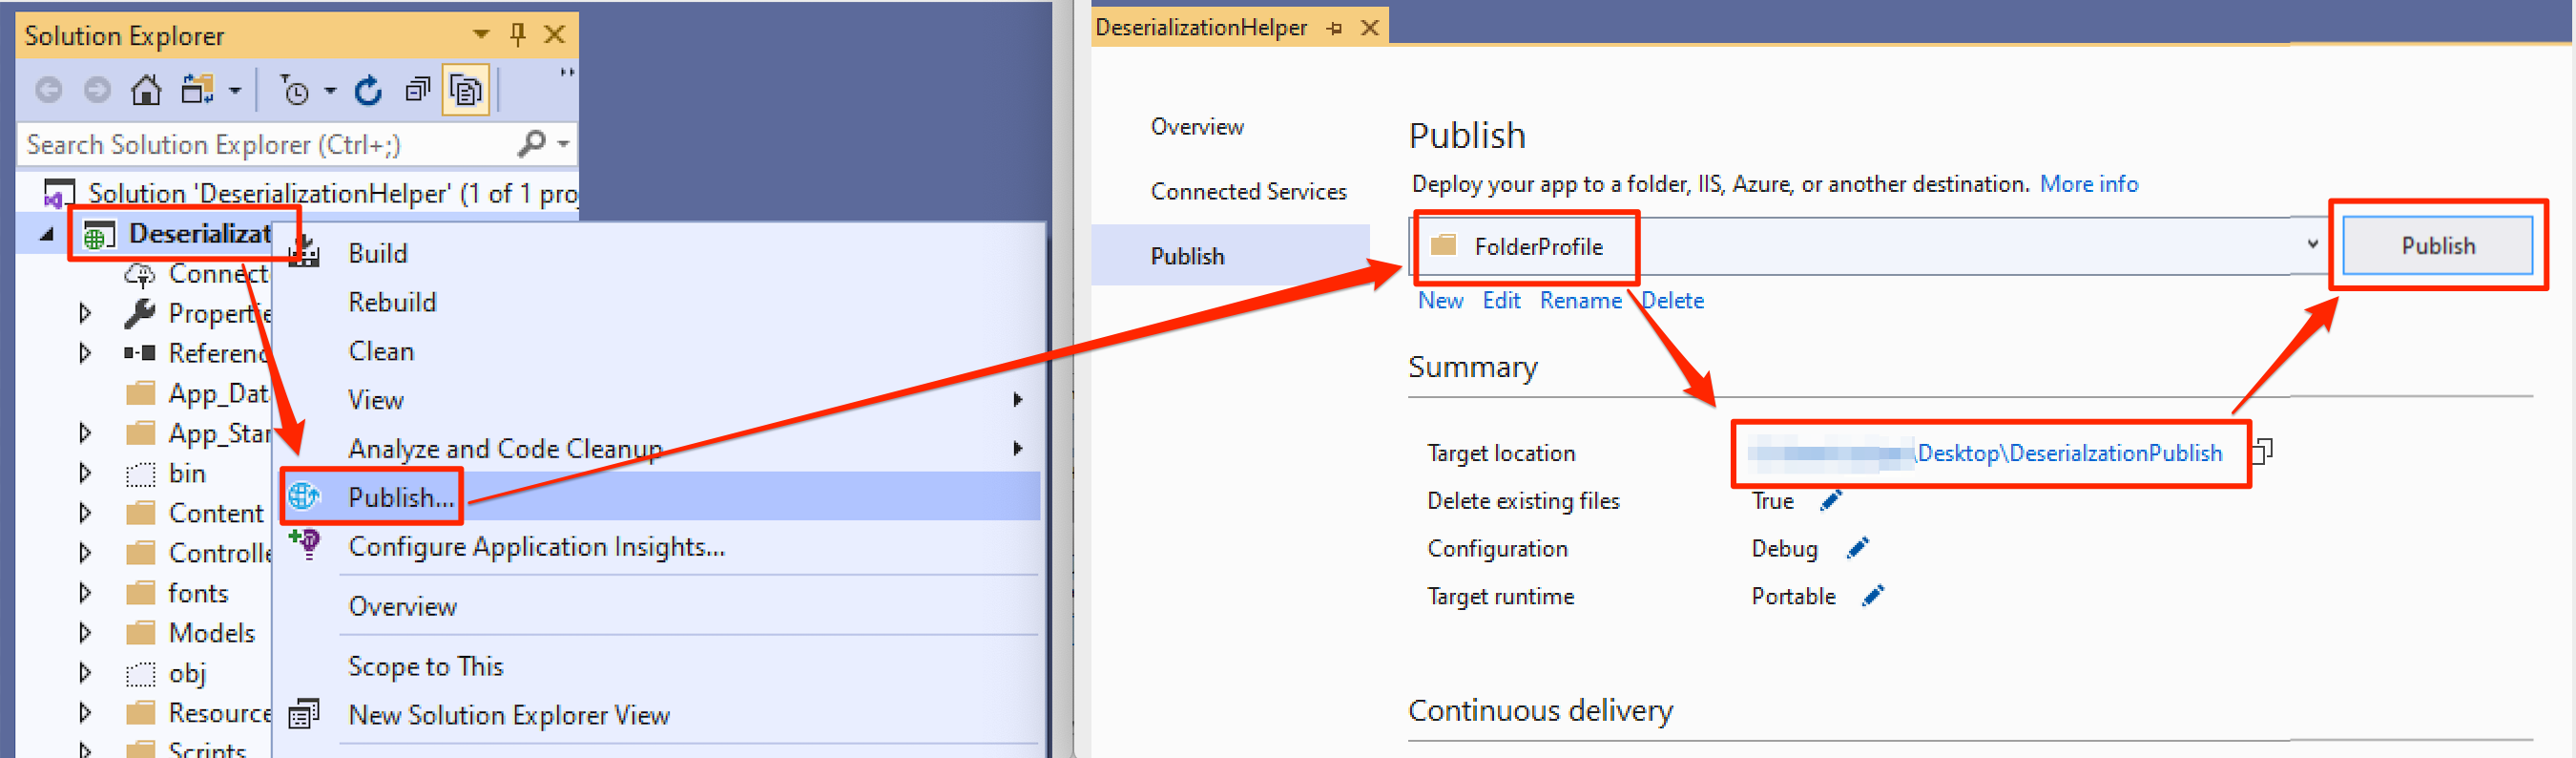 Solution Explorer
Search Solution Explorer (Ctrl+;)
Solution 'DeserializationHelper' (1 of 1 proj
Deserializat
Connect
Propertie
Referenc
App_Dat
App_Star
bin
Content
Controlle
fonts
Models
obj
Resource
Scripts
Build
Rebuild
Clean
View
Analyze and Code Cleanup
Publish...
Configure Application Insights...
Overview
Scope to This
New Solution Explorer View
DeserializationHelper
Overview
Connected Services
Publish
Publish
Deploy your app to a folder, IIS, Azure, or another destination. More info
FolderProfile
Publish
New Edit Rename Delete
Summary
Target location \Desktop\DeserialzationPublish
Delete existing files True
Configuration Debug
Target runtime Portable
Continuous delivery